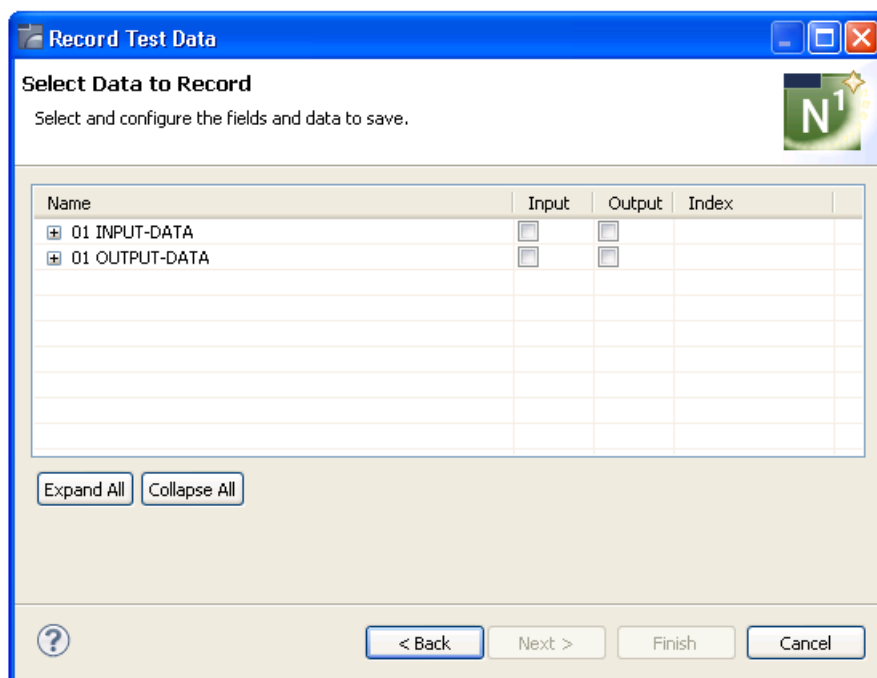 Record Test Data
Select Data to Record
Select and configure the fields and data to save.
N1
Name Input Output Index
01 INPUT-DATA
01 OUTPUT-DATA
Expand All Collapse All
? < Back Next > Finish Cancel